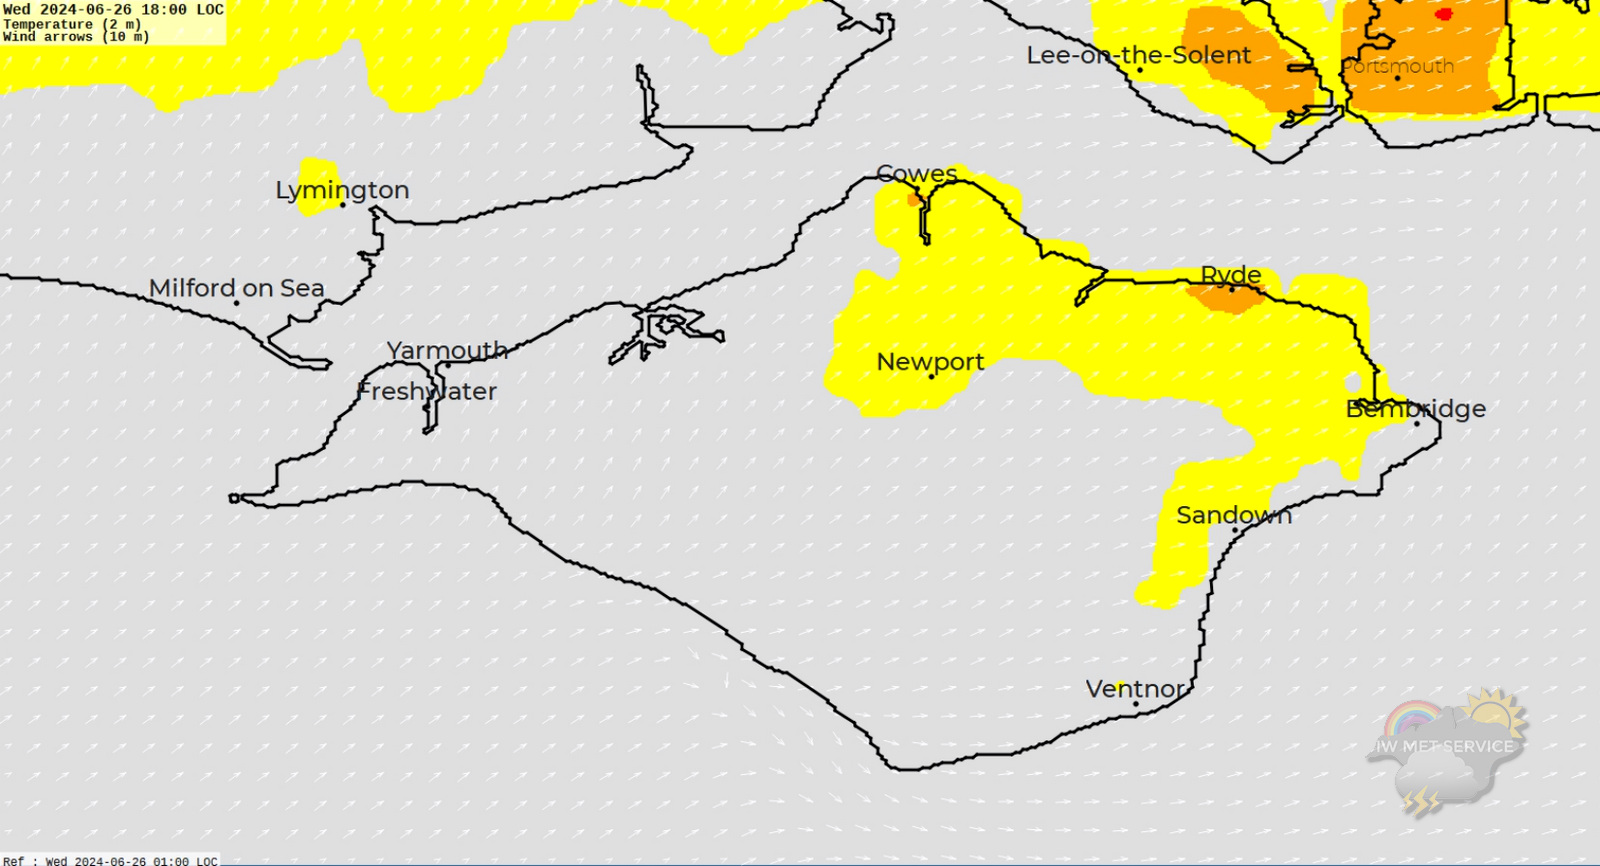 Wed 2024-06-26 18:00 LOC
Temperature (2 m)
Wind arrows (10 m)
Lee-on-the-Solent
Portsmouth
Cowes
Lymington
Ryde
Milford on Sea
Yarmouth
Newport
Freshwater
Bembridge
Sandown
Ventnor
IW MET SERVICE
Ref : Wed 2024-06-26 01:00 LOC